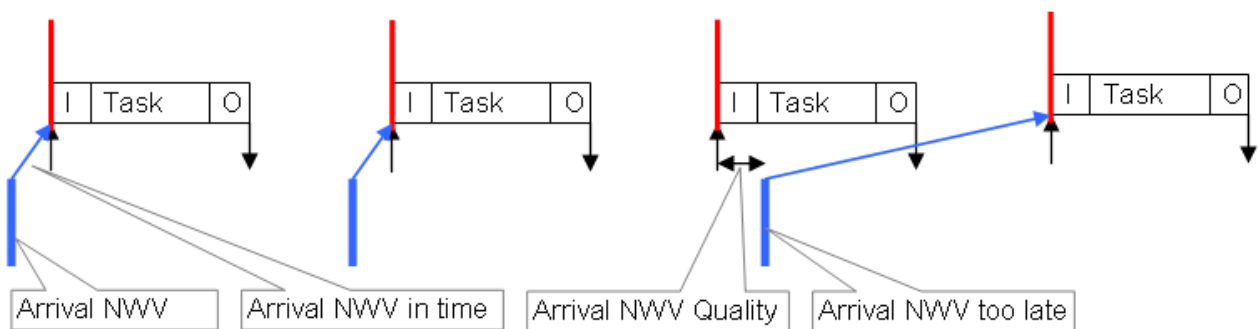 I Task O
I Task O
I Task O
I Task O
Arrival NWV
Arrival NWV in time
Arrival NWV Quality
Arrival NWV too late